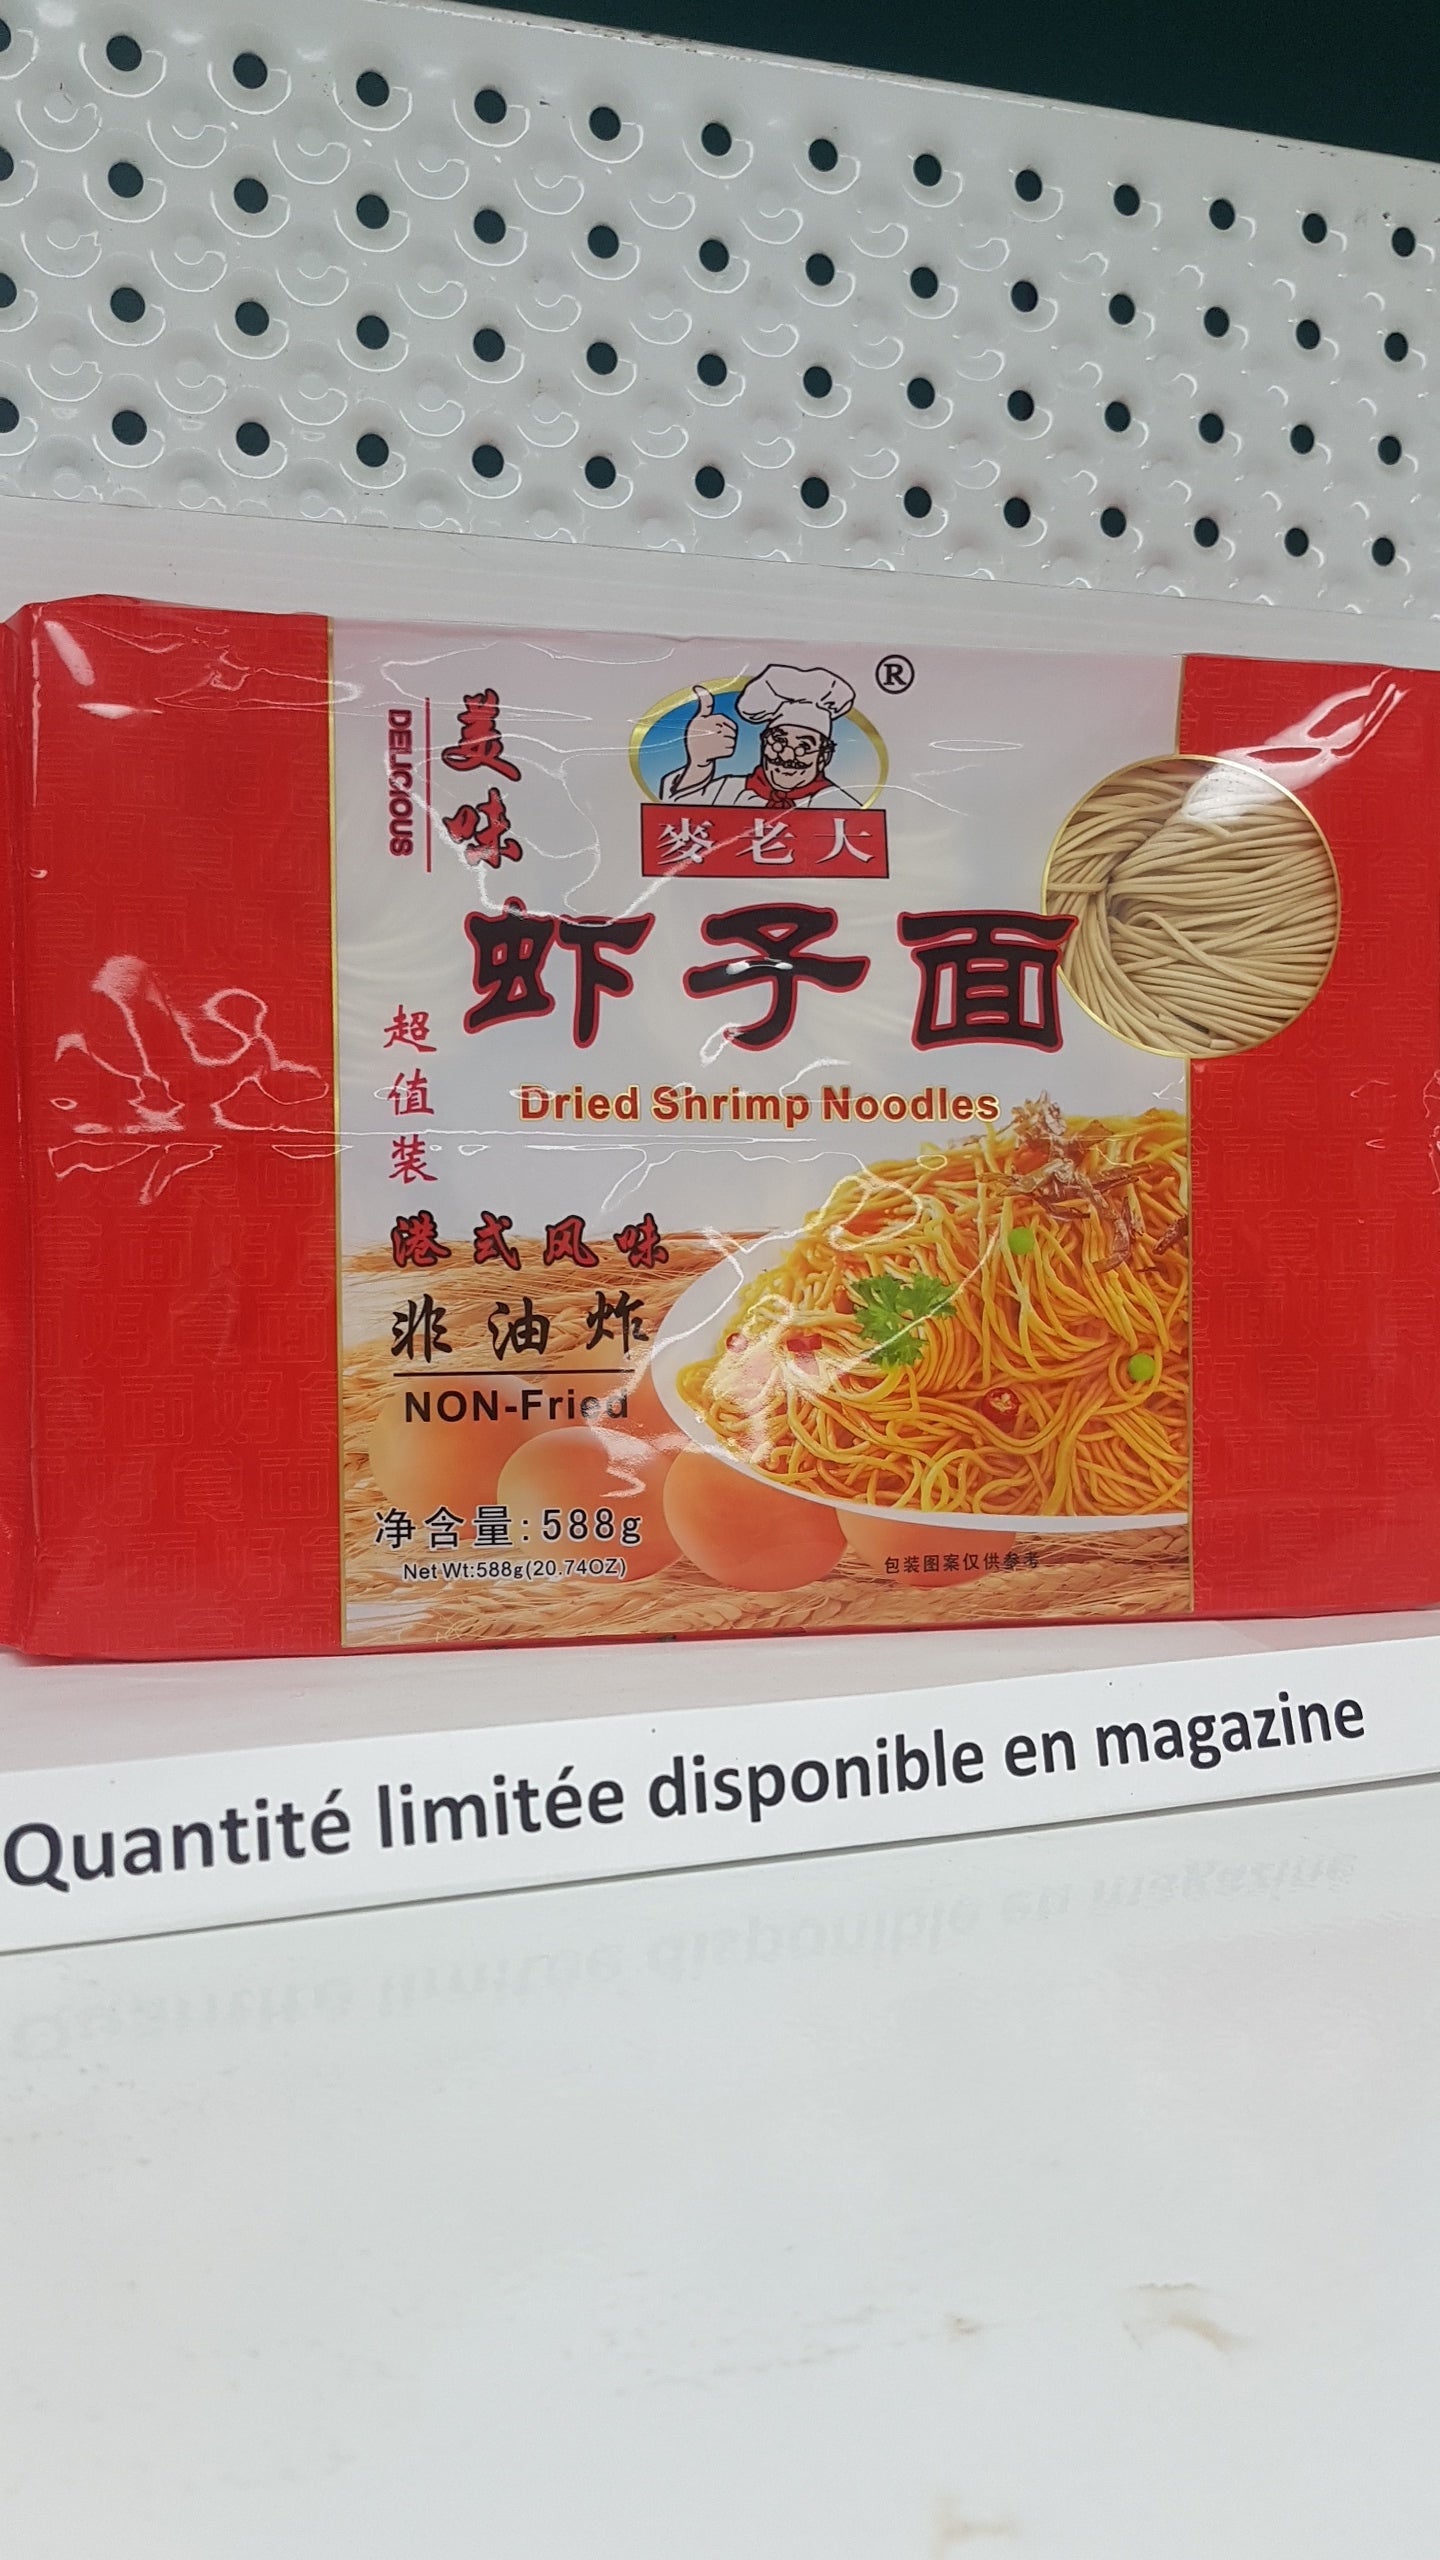 美味
DELICIOUS
®
麥老大
虾子面
Dried Shrimp Noodles
超值装
港式风味
非油炸
NON-Fried
净含量:588g
Net Wt:588g(20.74OZ)
包装图案仅供参考
Quantité limitée disponible en magazine